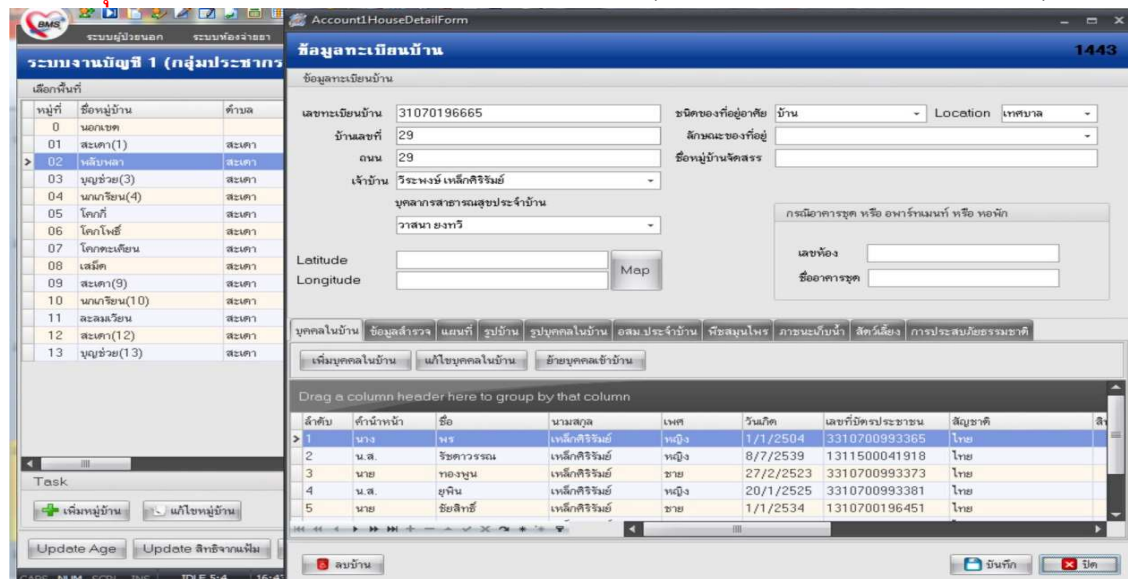 BMS
ระบบผู้ป่วยนอก ระบบห้องจ่ายยา
ระบบงานบัญชี 1 (กลุ่มประชากร
เลือกพื้นที่
หมู่ที่ ชื่อหมู่บ้าน ตำบล
0 นอกเขต
01 สะเดา(1) สะเดา
02 พลับพลา สะเดา
03 บุญช่วย(3) สะเดา
04 นกเกรียน(4) สะเดา
05 โคกกี่ สะเดา
06 โคกโพธิ์ สะเดา
07 โคกตะเคียน สะเดา
08 เสม็ด สะเดา
09 สะเดา(9) สะเดา
10 นกเกรียน(10) สะเดา
11 ละลมเวียน สะเดา
12 สะเดา(12) สะเดา
13 บุญช่วย(13) สะเดา
Task
เพิ่มหมู่บ้าน แก้ไขหมู่บ้าน
Update Age Update สิทธิจากแฟ้ม
CAPS NUM SCRL INS IDLE 5:4
Account1HouseDetailForm
ข้อมูลทะเบียนบ้าน 1443
ข้อมูลทะเบียนบ้าน
เลขทะเบียนบ้าน 31070196665 ชนิดของที่อยู่อาศัย บ้าน Location เทศบาล
บ้านเลขที่ 29 ลักษณะของที่อยู่
ถนน 29 ชื่อหมู่บ้านจัดสรร
เจ้าบ้าน วีระพงษ์ เหล็กศิริรัมย์
บุคลากรสาธารณสุขประจำบ้าน
วาสนา ยงทวี
กรณีอาคารชุด หรือ อพาร์ทเมนท์ หรือ หอพัก
เลขห้อง
ชื่ออาคารชุด
Latitude
Longitude
Map
บุคคลในบ้าน ข้อมูลสำรวจ แผนที่ รูปบ้าน รูปบุคคลในบ้าน อสม.ประจำบ้าน พืชสมุนไพร ภาชนะเก็บน้ำ สัตว์เลี้ยง การประสบภัยธรรมชาติ
เพิ่มบุคคลในบ้าน แก้ไขบุคคลในบ้าน ย้ายบุคคลเข้าบ้าน
Drag a column header here to group by that column
ลำดับ คำนำหน้า ชื่อ นามสกุล เพศ วันเกิด เลขที่บัตรประชาชน สัญชาติ
1 นาง พร เหล็กศิริรัมย์ หญิง 1/1/2504 3310700993365 ไทย
2 น.ส. รัชดาวรรณ เหล็กศิริรัมย์ หญิง 8/7/2539 1311500041918 ไทย
3 นาย ทองพูน เหล็กศิริรัมย์ ชาย 27/2/2523 3310700993373 ไทย
4 น.ส. ยุพิน เหล็กศิริรัมย์ หญิง 20/1/2525 3310700993381 ไทย
5 นาย ชัยสิทธิ์ เหล็กศิริรัมย์ ชาย 1/1/2534 1310700196451 ไทย
ลบบ้าน บันทึก ปิด